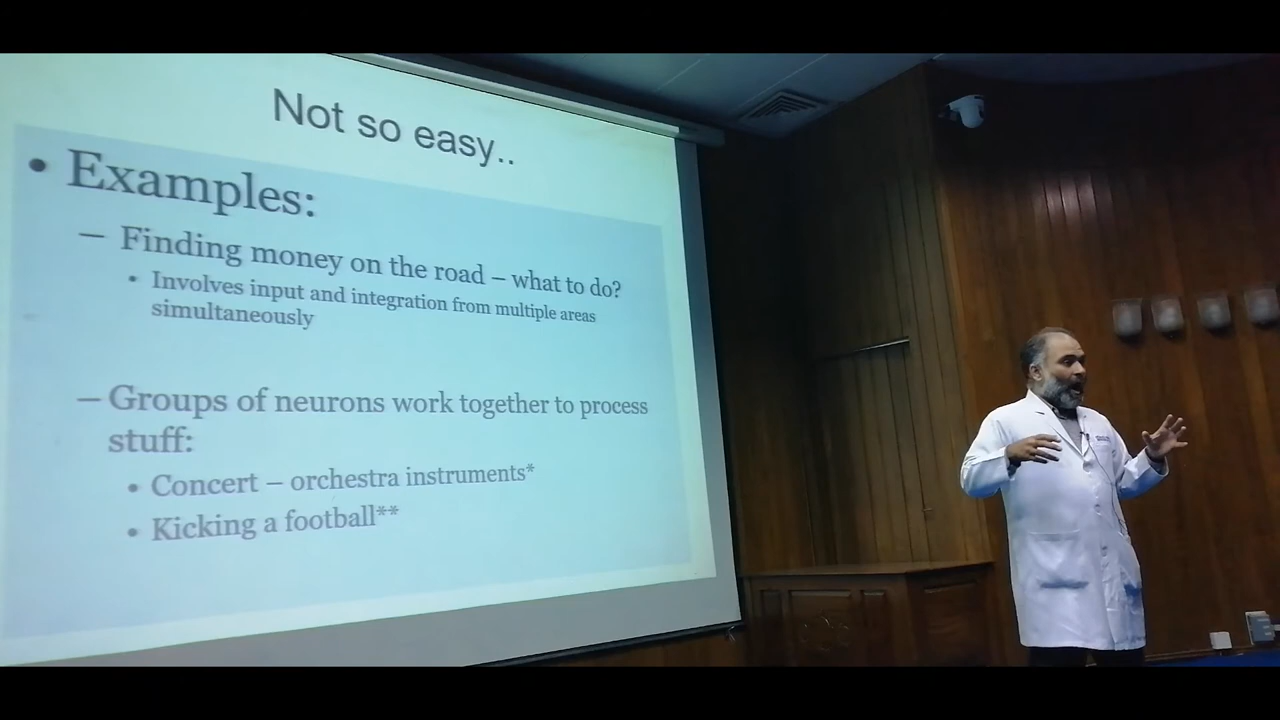 Not so easy..
• Examples:
– Finding money on the road – what to do?
• Involves input and integration from multiple areas
simultaneously
– Groups of neurons work together to process
stuff:
• Concert – orchestra instruments*
• Kicking a football**